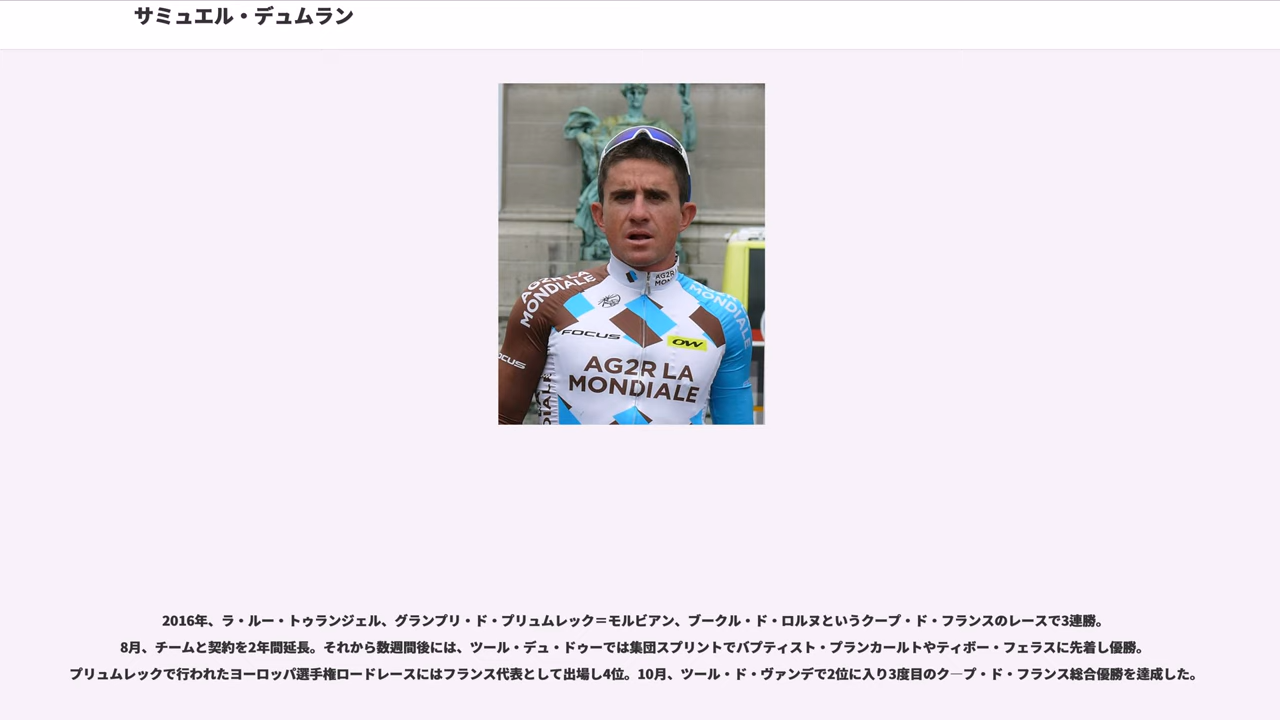 サミュエル・デュムラン
AG2R LA
MONDIALE
AG2R
MONDIALE
FOCUS
OW
AG2R LA
MONDIALE
2016年、ラ・ルー・トゥランジェル、グランプリ・ド・プリュムレック＝モルビアン、ブークル・ド・ロルヌというクープ・ド・フランスのレースで3連勝。
8月、チームと契約を2年間延長。それから数週間後には、ツール・デュ・ドゥーでは集団スプリントでバプティスト・プランカールトやティボー・フェラスに先着し優勝。
プリュムレックで行われたヨーロッパ選手権ロードレースにはフランス代表として出場し4位。10月、ツール・ド・ヴァンデで2位に入り3度目のク―プ・ド・フランス総合優勝を達成した。